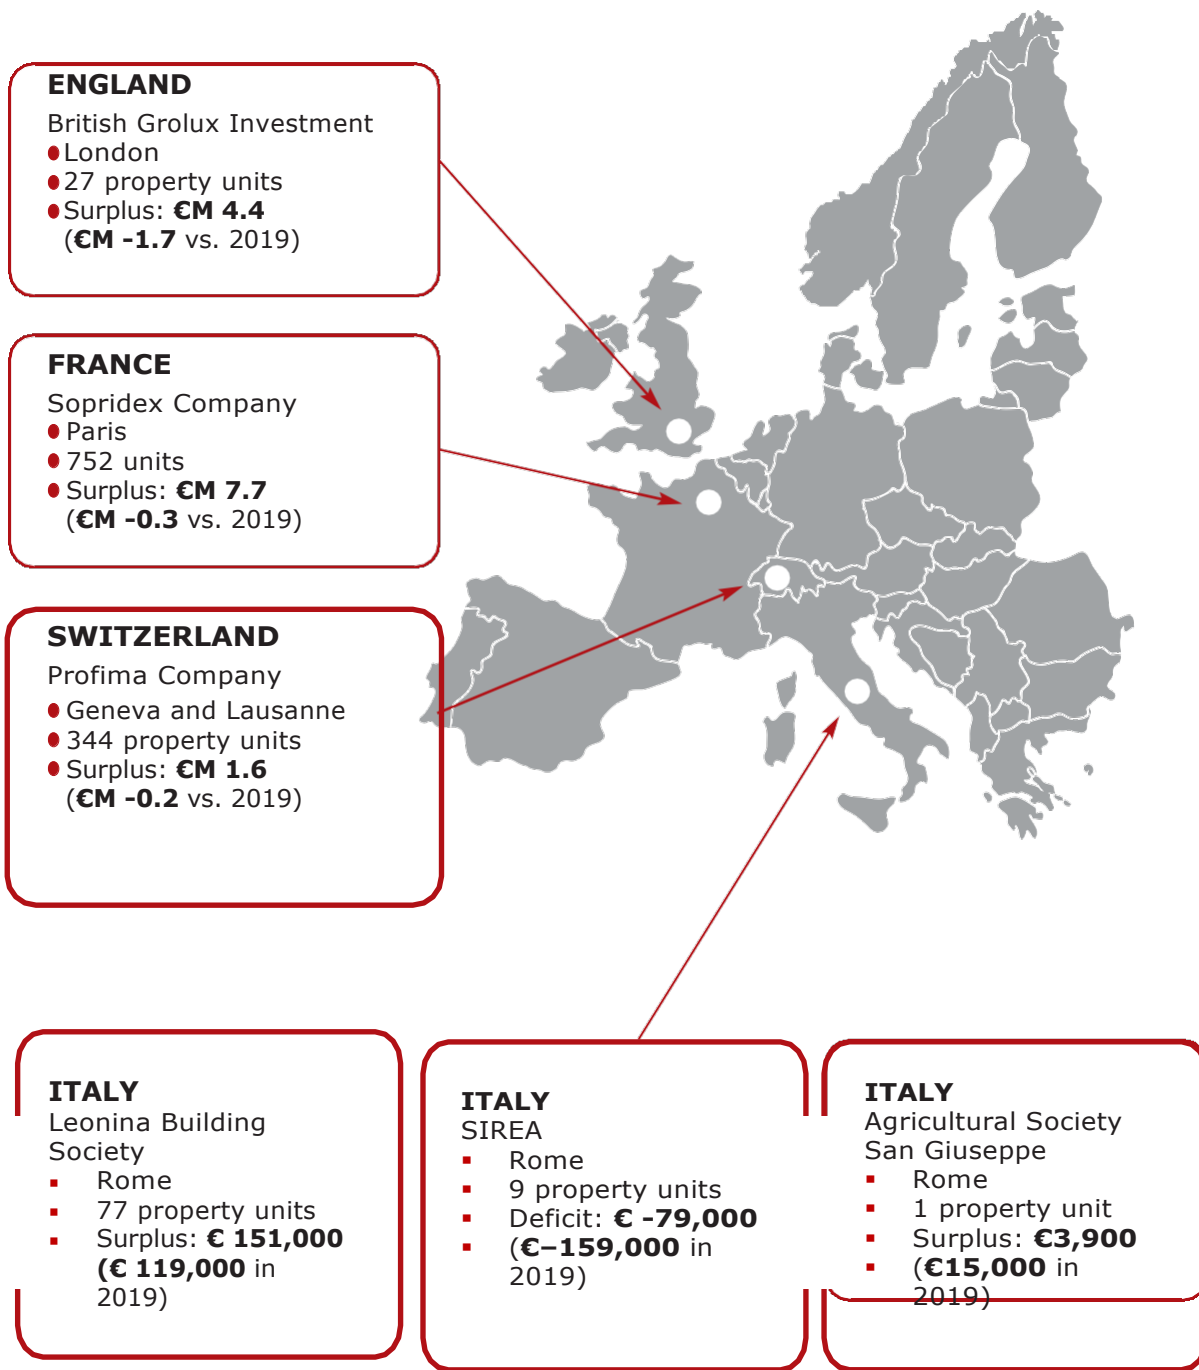 ENGLAND
British Grolux Investment
London
27 property units
Surplus: €M 4.4
(€M -1.7 vs. 2019)
FRANCE
Sopridex Company
Paris
752 units
Surplus: €M 7.7
(€M -0.3 vs. 2019)
SWITZERLAND
Profima Company
Geneva and Lausanne
344 property units
Surplus: €M 1.6
(€M -0.2 vs. 2019)
ITALY
Leonina Building
Society
Rome
77 property units
Surplus: € 151,000
(€ 119,000 in
2019)
ITALY
SIREA
Rome
9 property units
Deficit: € -79,000
(€–159,000 in
2019)
ITALY
Agricultural Society
San Giuseppe
Rome
1 property unit
Surplus: €3,900
(€15,000 in
2019)